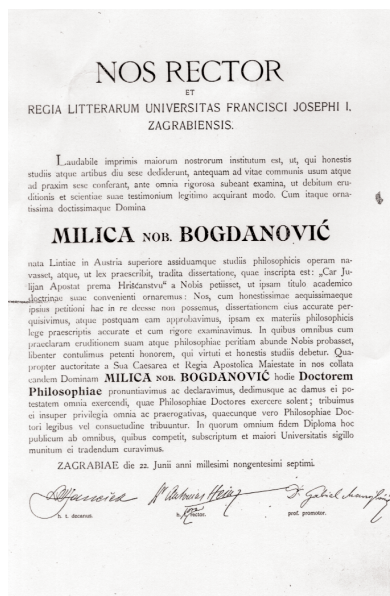 NOS RECTOR
ET
REGIA LITTERARUM UNIVERSITAS FRANCISCI JOSEPHI I.
ZAGRABIENSIS.
Laudabile imprimis maiorum nostrorum institutum est, ut, qui honestis
studiis atque artibus diu sese dediderunt, antequam ad vitae communis usum atque
ad praxim sese conferant, ante omnia rigorosa subeant examina, ut debitum eru-
ditionis et scientiae suae testimonium legitimo acquirant modo. Cum itaque orna-
tissima doctissimaque Domina
MILICA NOB. BOGDANOVIĆ
nata Lintiae in Austria superiore assiduamque studiis philosophicis operam na-
vasset, atque, ut lex praescribit, tradita dissertatione, quae inscripta est: „Car Ju-
lijan Apostat prema Hrišćanstvu" a Nobis petiisset, ut ipsam titulo academico
doctrinae suae convenienti ornaremus: Nos, cum honestissimae aequissimaeque
ipsius petitioni hac in re deesse non possemus, dissertationem eius accurate per-
quisivimus, atque postquam eam approbavimus, ipsam ex materiis philosophicis
lege praescriptis accurate et cum rigore examinavimus. In quibus omnibus cum
praeclaram eruditionem suam atque philosophiae peritiam abunde Nobis probasset,
libenter contulimus petenti honorem, qui virtuti et honestis studiis debetur. Qua-
propter auctoritate a Sua Caesarea et Regia Apostolica Maiestate in nos collata
eandem Dominam MILICA NOB. BOGDANOVIĆ hodie Doctorem
Philosophiae pronuntiavimus ac declaravimus, dedimusque ac damus ei po-
testatem omnia exercendi, quae Philosophiae Doctores exercere solent; tribuimus
ei insuper privilegia omnia ac praerogativas, quaecunque vero Philosophiae Doc-
tori legibus vel consuetudine tribuuntur. In quorum omnium fidem Diploma hoc
publicum ab omnibus, quibus competit, subscriptum et maiori Universitatis sigillo
munitum ei tradendum curavimus.
ZAGRABIAE die 22. Junii anni millesimi nongentesimi septimi.
Dr Antonius Heinz
Dr. Gabriel
h. t. decanus.
h. t. rector.
prof. promotor.